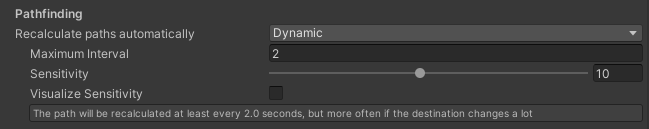 Pathfinding
Recalculate paths automatically Dynamic
Maximum Interval 2
Sensitivity 10
Visualize Sensitivity
The path will be recalculated at least every 2.0 seconds, but more often if the destination changes a lot